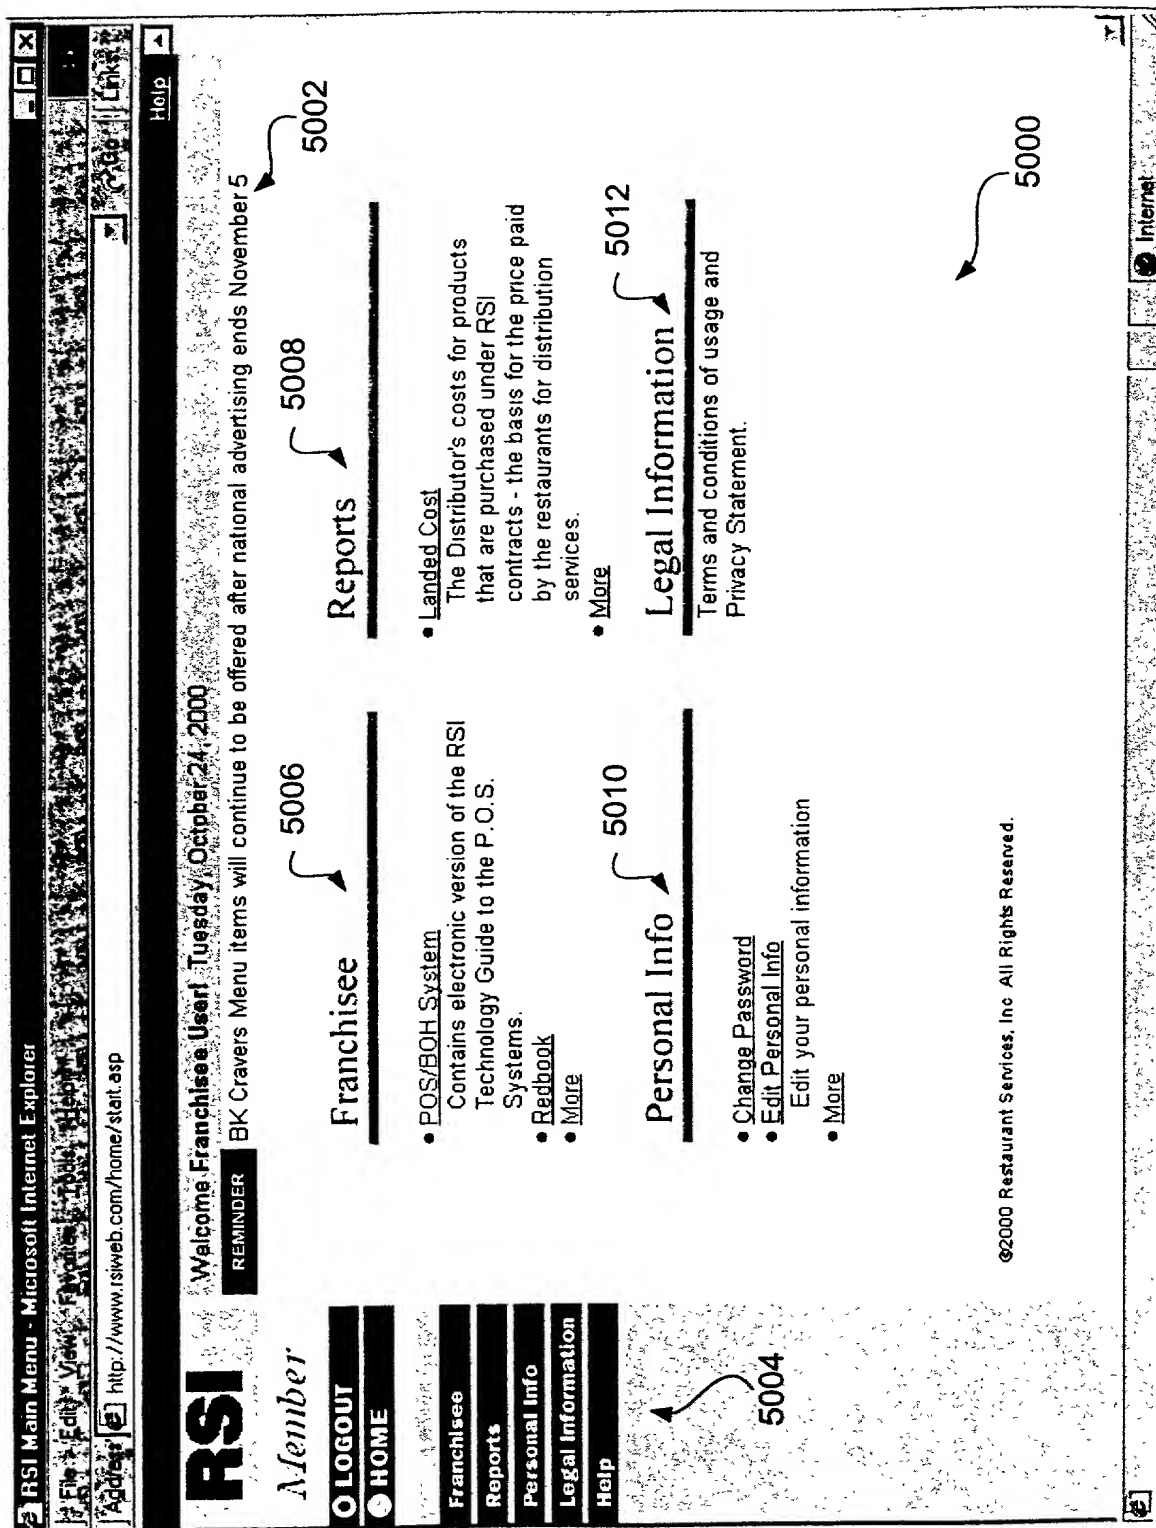 RSI Main Menu - Microsoft Internet Explorer
File Edit View Favorites Tools Help
Address http://www.rsiweb.com/home/start.asp Go Links
Help
RSI
Member
LOGOUT
HOME
Franchisee
Reports
Personal Info
Legal Information
Help
5004
Welcome Franchisee User! Tuesday, October 24, 2000
REMINDER BK Cravers Menu items will continue to be offered after national advertising ends November 5
5002
5006
Franchisee
• POS/BOH System
Contains electronic version of the RSI
Technology Guide to the P.O.S.
Systems.
• Redbook
• More
5008
Reports
• Landed Cost
The Distributor's costs for products
that are purchased under RSI
contracts - the basis for the price paid
by the restaurants for distribution
services.
• More
5010
Personal Info
• Change Password
• Edit Personal Info
Edit your personal information
• More
5012
Legal Information
Terms and conditions of usage and
Privacy Statement.
5000
©2000 Restaurant Services, Inc All Rights Reserved.
Internet